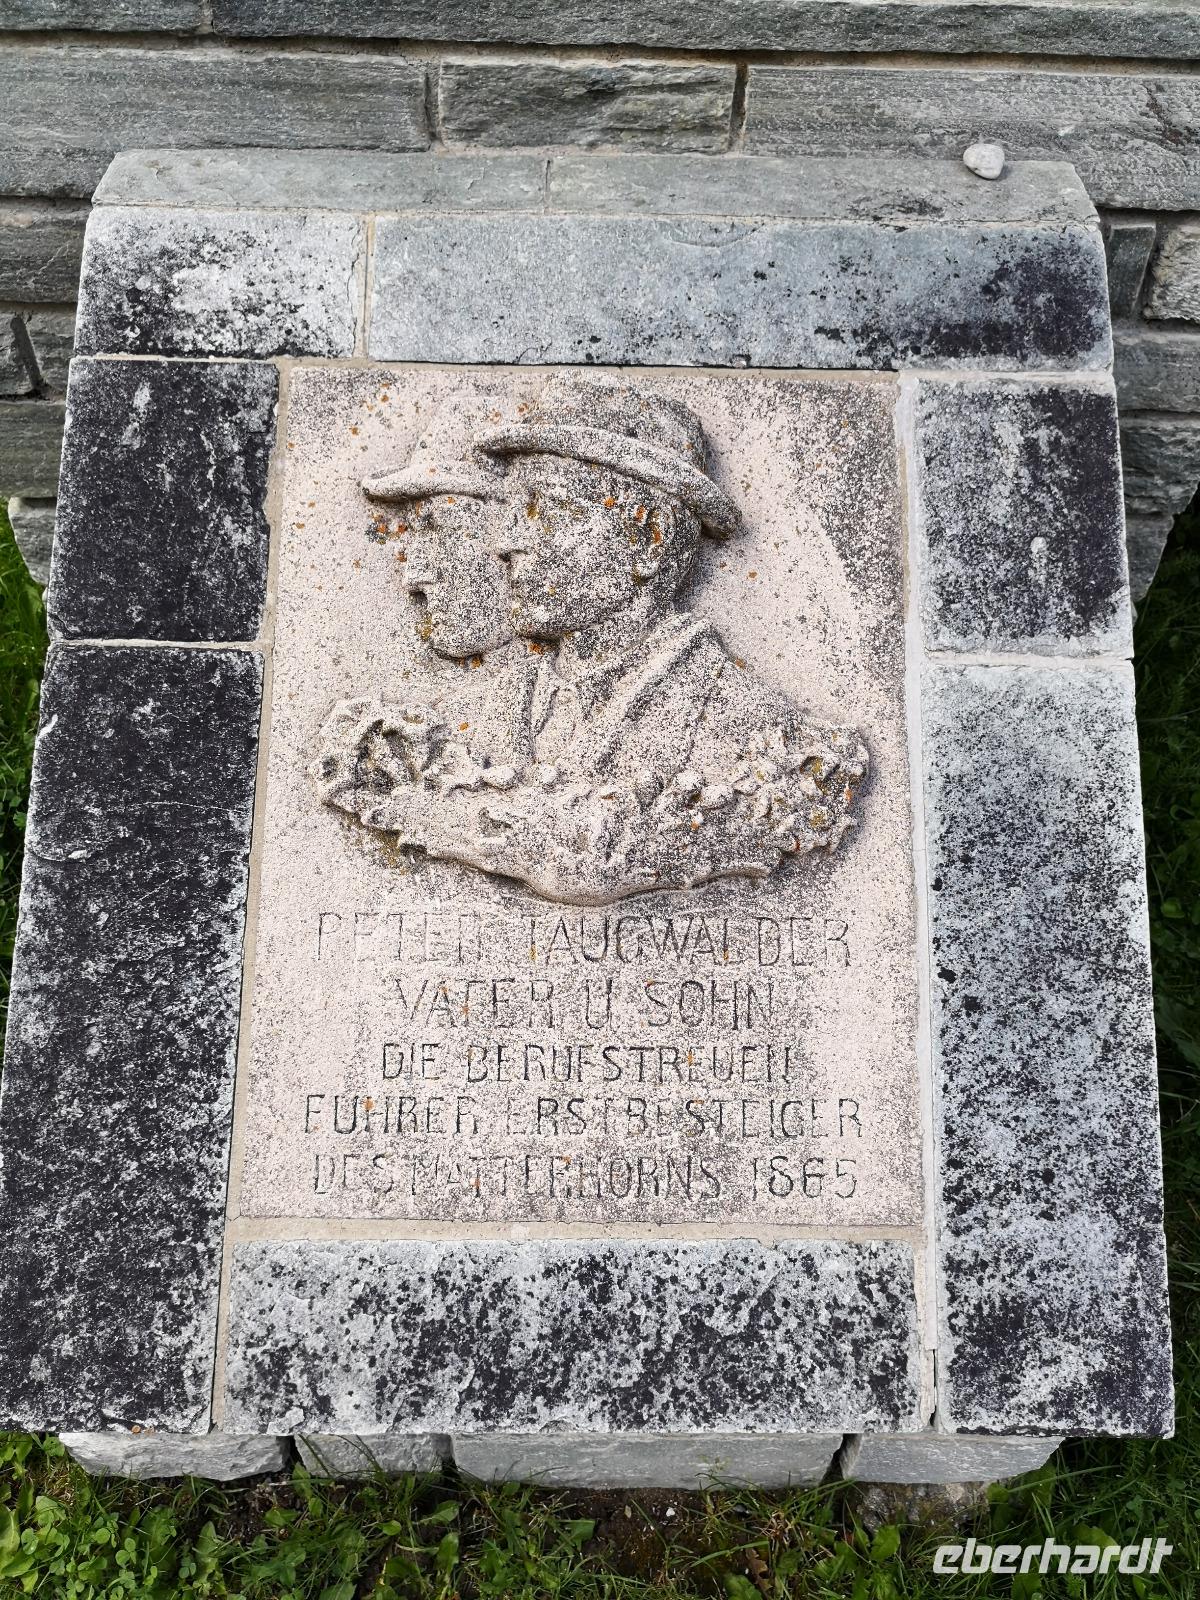 PETER TAUGWALDER
VATER U. SOHN
DIE BERUFSTREUEN
FUHRER ERSTBESTEIGER
DES MATTERHORNS 1865
eberhardt